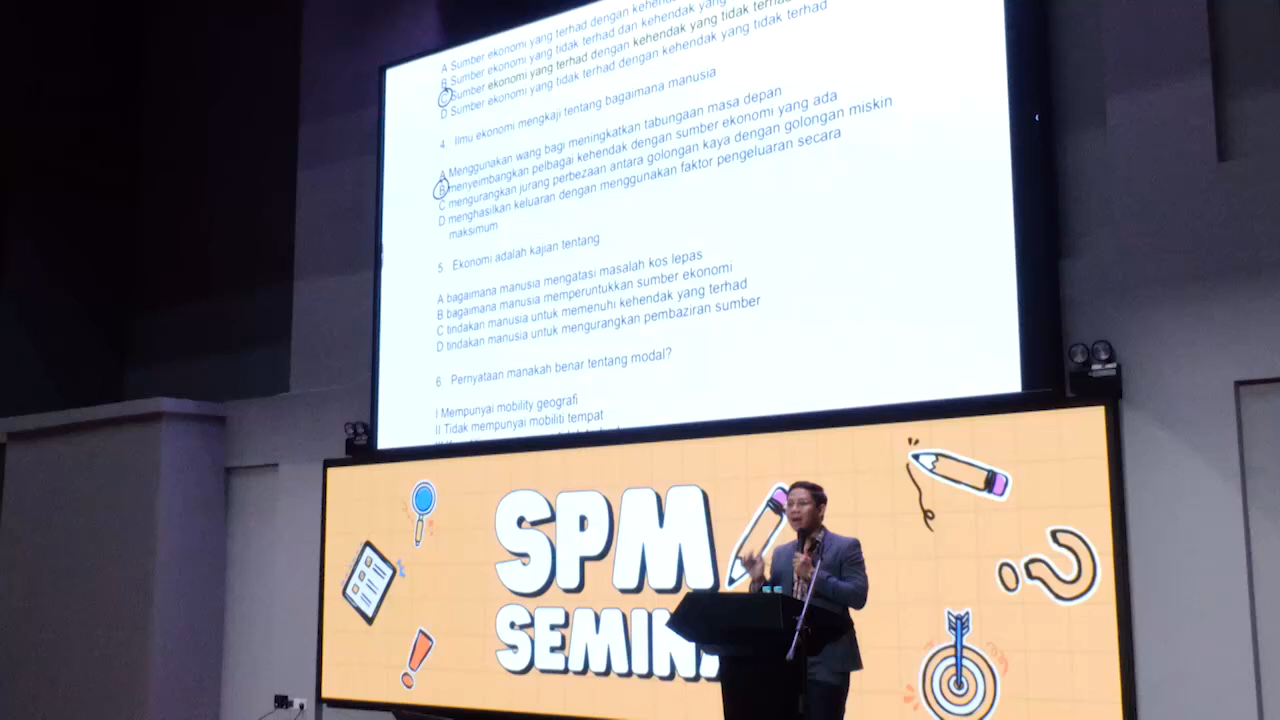 A Sumber ekonomi yang terhad dengan
B Sumber ekonomi yang tidak terhad dan kehendak yang
C Sumber ekonomi yang terhad dengan kehendak yang tidak terhad
D Sumber ekonomi yang tidak terhad dengan kehendak yang tidak terhad
4 Ilmu ekonomi mengkaji tentang bagaimana manusia
A Menggunakan wang bagi meningkatkan tabungaan masa depan
B menyeimbangkan pelbagai kehendak dengan sumber ekonomi yang ada
C mengurangkan jurang perbezaan antara golongan kaya dengan golongan miskin
D menghasilkan keluaran dengan menggunakan faktor pengeluaran secara
maksimum
5 Ekonomi adalah kajian tentang
A bagaimana manusia mengatasi masalah kos lepas
B bagaimana manusia memperuntukkan sumber ekonomi
C tindakan manusia untuk memenuhi kehendak yang terhad
D tindakan manusia untuk mengurangkan pembaziran sumber
6 Pernyataan manakah benar tentang modal?
I Mempunyai mobility geografi
II Tidak mempunyai mobiliti tempat
SPM
SEMINA